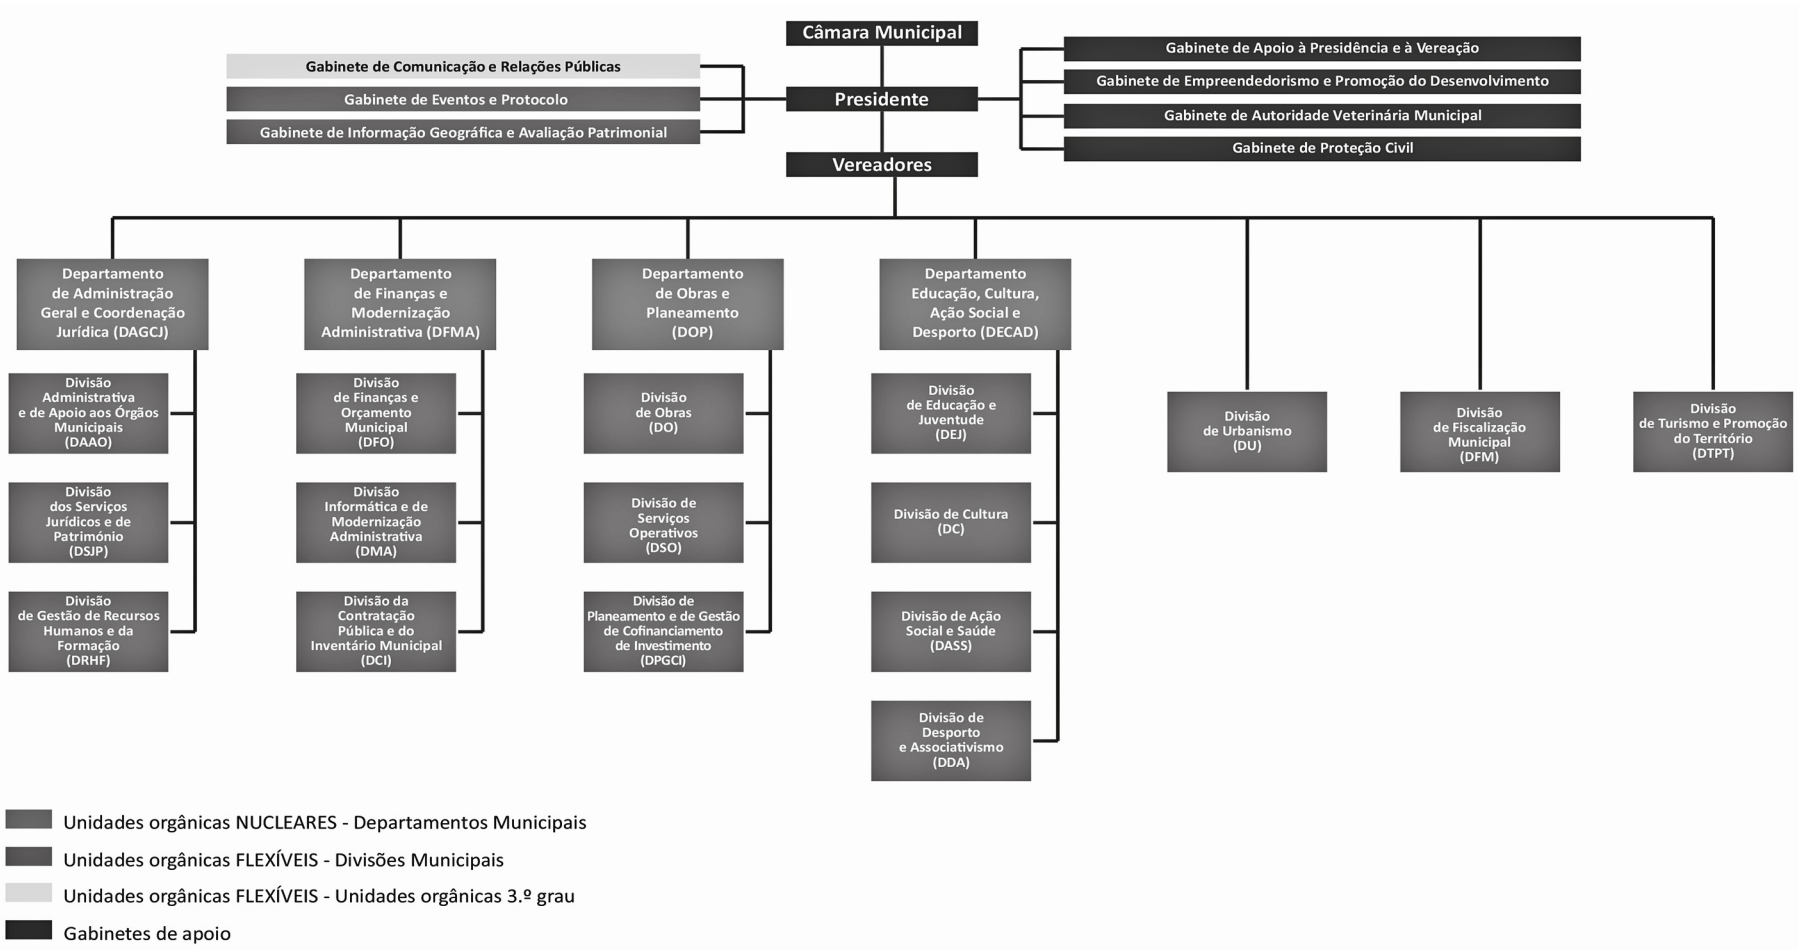 Câmara Municipal
Gabinete de Comunicação e Relações Públicas
Gabinete de Eventos e Protocolo
Gabinete de Informação Geográfica e Avaliação Patrimonial
Presidente
Gabinete de Apoio à Presidência e à Vereação
Gabinete de Empreendedorismo e Promoção do Desenvolvimento
Gabinete de Autoridade Veterinária Municipal
Gabinete de Proteção Civil
Vereadores
Departamento
de Administração
Geral e Coordenação
Jurídica (DAGCJ)
Divisão
Administrativa
e de Apoio aos Órgãos
Municipais
(DAAO)
Divisão
dos Serviços
Jurídicos e de
Património
(DSJP)
Divisão
de Gestão de Recursos
Humanos e da
Formação
(DRHF)
Departamento
de Finanças e
Modernização
Administrativa (DFMA)
Divisão
de Finanças e
Orçamento
Municipal
(DFO)
Divisão
Informática e de
Modernização
Administrativa
(DMA)
Divisão da
Contratação
Pública e do
Inventário Municipal
(DCI)
Departamento
de Obras e
Planeamento
(DOP)
Divisão
de Obras
(DO)
Divisão de
Serviços
Operativos
(DSO)
Divisão de
Planeamento e de Gestão
de Cofinanciamento
de Investimento
(DPGCI)
Departamento
Educação, Cultura,
Ação Social e
Desporto (DECAD)
Divisão
de Educação e
Juventude
(DEJ)
Divisão de Cultura
(DC)
Divisão de Ação
Social e Saúde
(DASS)
Divisão de
Desporto
e Associativismo
(DDA)
Divisão
de Urbanismo
(DU)
Divisão
de Fiscalização
Municipal
(DFM)
Divisão
de Turismo e Promoção
do Território
(DTPT)
Unidades orgânicas NUCLEARES - Departamentos Municipais
Unidades orgânicas FLEXÍVEIS - Divisões Municipais
Unidades orgânicas FLEXÍVEIS - Unidades orgânicas 3.º grau
Gabinetes de apoio